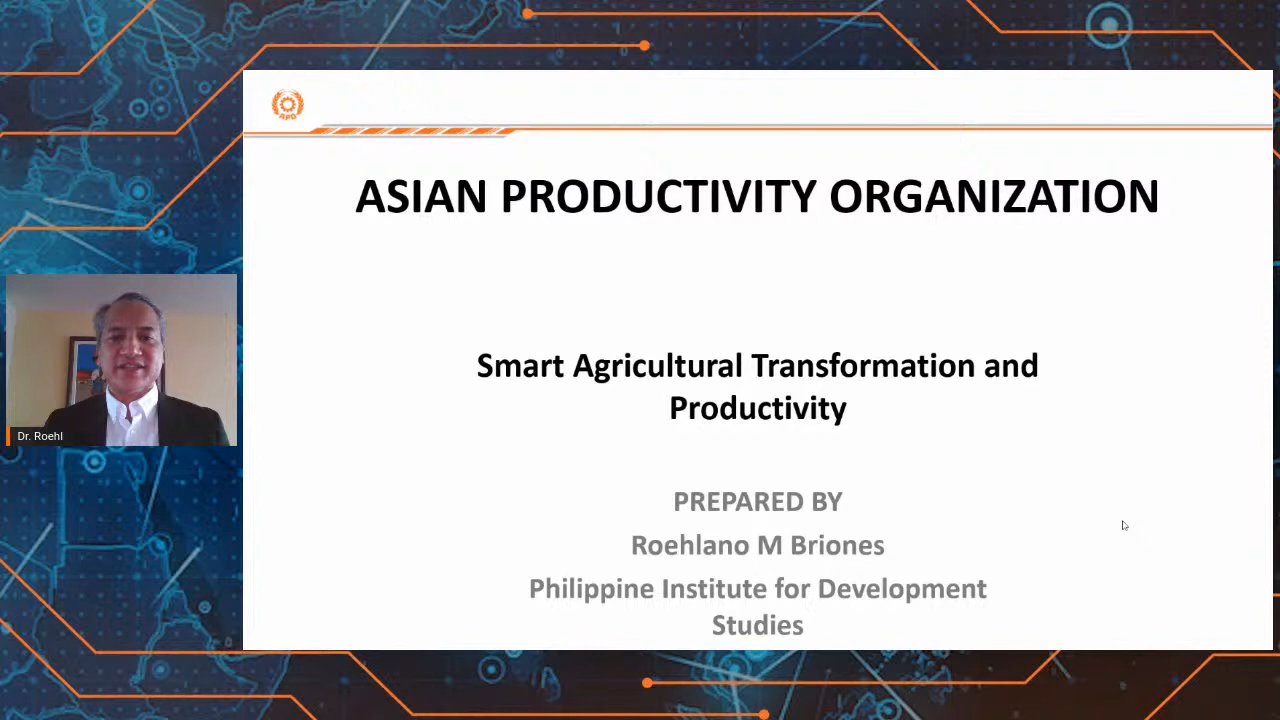 APO
ASIAN PRODUCTIVITY ORGANIZATION
Smart Agricultural Transformation and
Productivity
PREPARED BY
Roehlano M Briones
Philippine Institute for Development
Studies
Dr. Roehl